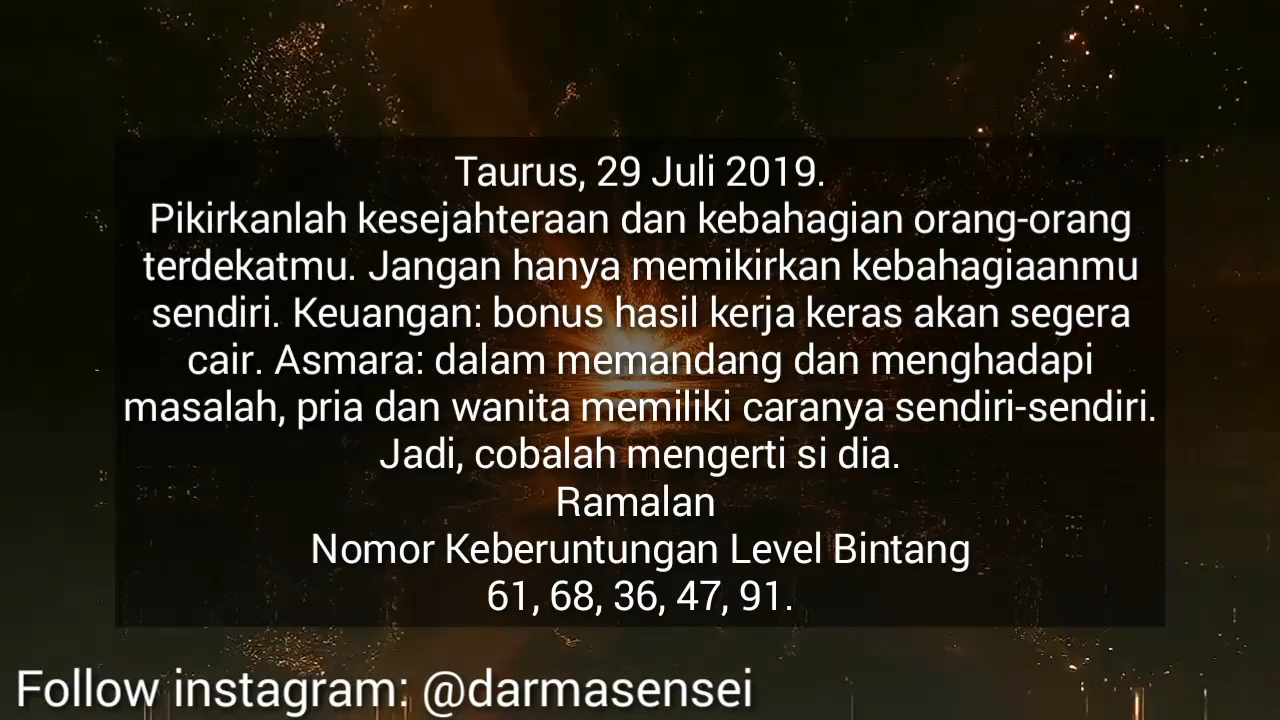 Taurus, 29 Juli 2019.
Pikirkanlah kesejahteraan dan kebahagian orang-orang
terdekatmu. Jangan hanya memikirkan kebahagiaanmu
sendiri. Keuangan: bonus hasil kerja keras akan segera
cair. Asmara: dalam memandang dan menghadapi
masalah, pria dan wanita memiliki caranya sendiri-sendiri.
Jadi, cobalah mengerti si dia.
Ramalan
Nomor Keberuntungan Level Bintang
61, 68, 36, 47, 91.
Follow instagram: @darmasensei